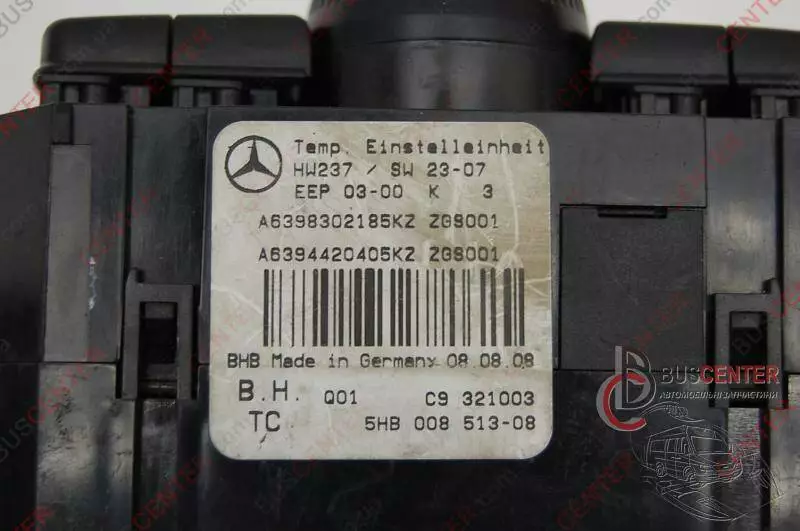 Temp. Einstelleinheit
HW237 / SW 23-07
EEP 03-00 K 3
A6398302185KZ ZGS001
A6394420405KZ ZGS001
BHB Made in Germany 08.08.08
B.H. Q01 C9 321003
TC 5HB 008 513-08
BUSCENTER
АВТОМОБІЛЬНІ ЗАПЧАСТИНИ